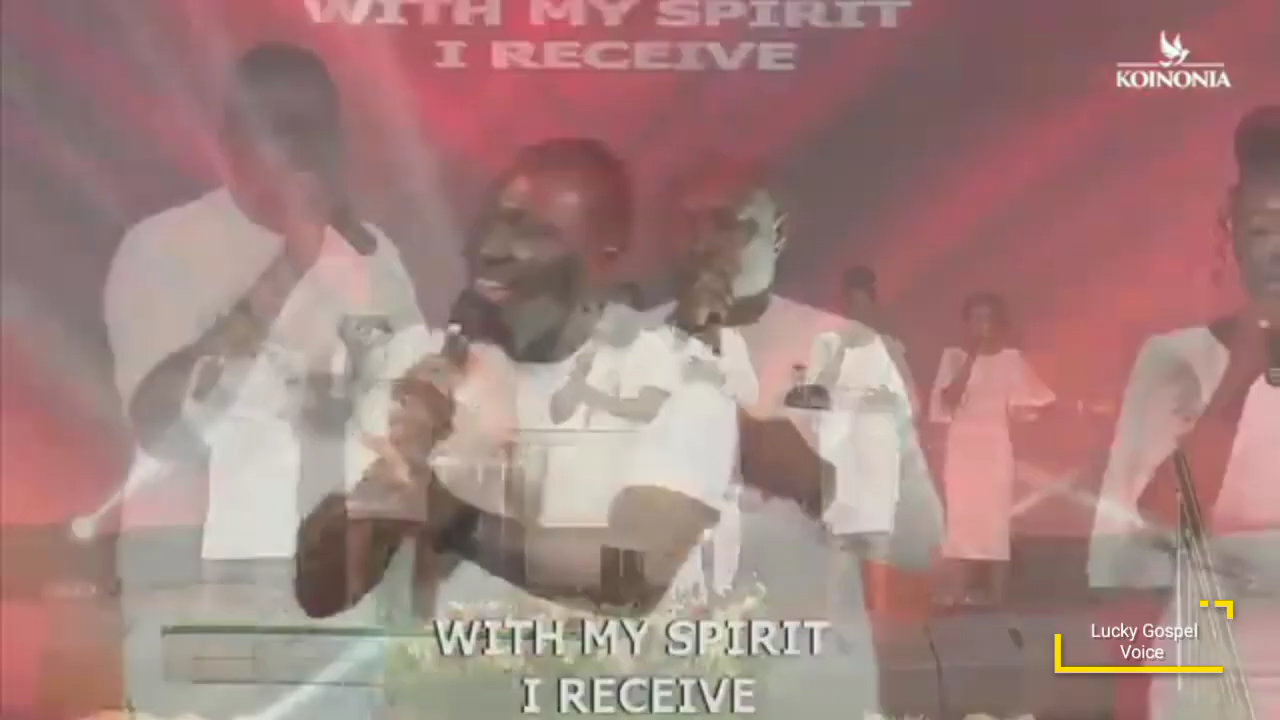 WITH MY SPIRIT
I RECEIVE
KOINONIA
WITH MY SPIRIT
I RECEIVE
Lucky Gospel
Voice